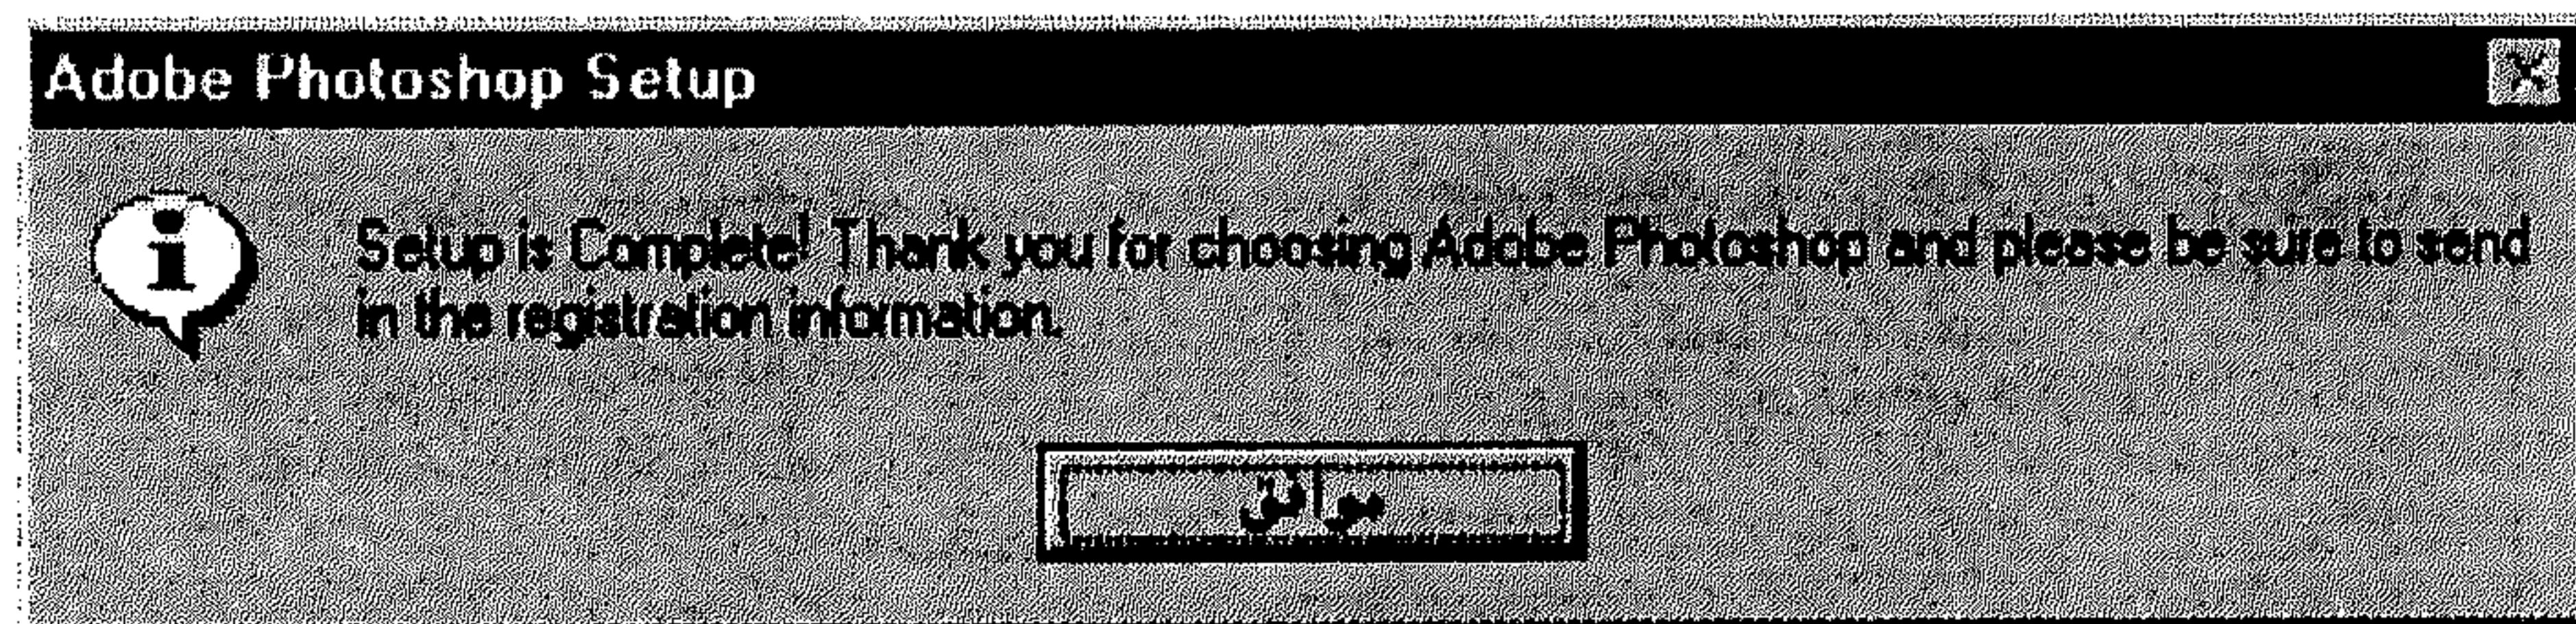 Adobe Photoshop Setup
Setup is Complete! Thank you for choosing Adobe Photoshop and please be sure to send
in the registration information.
موافق